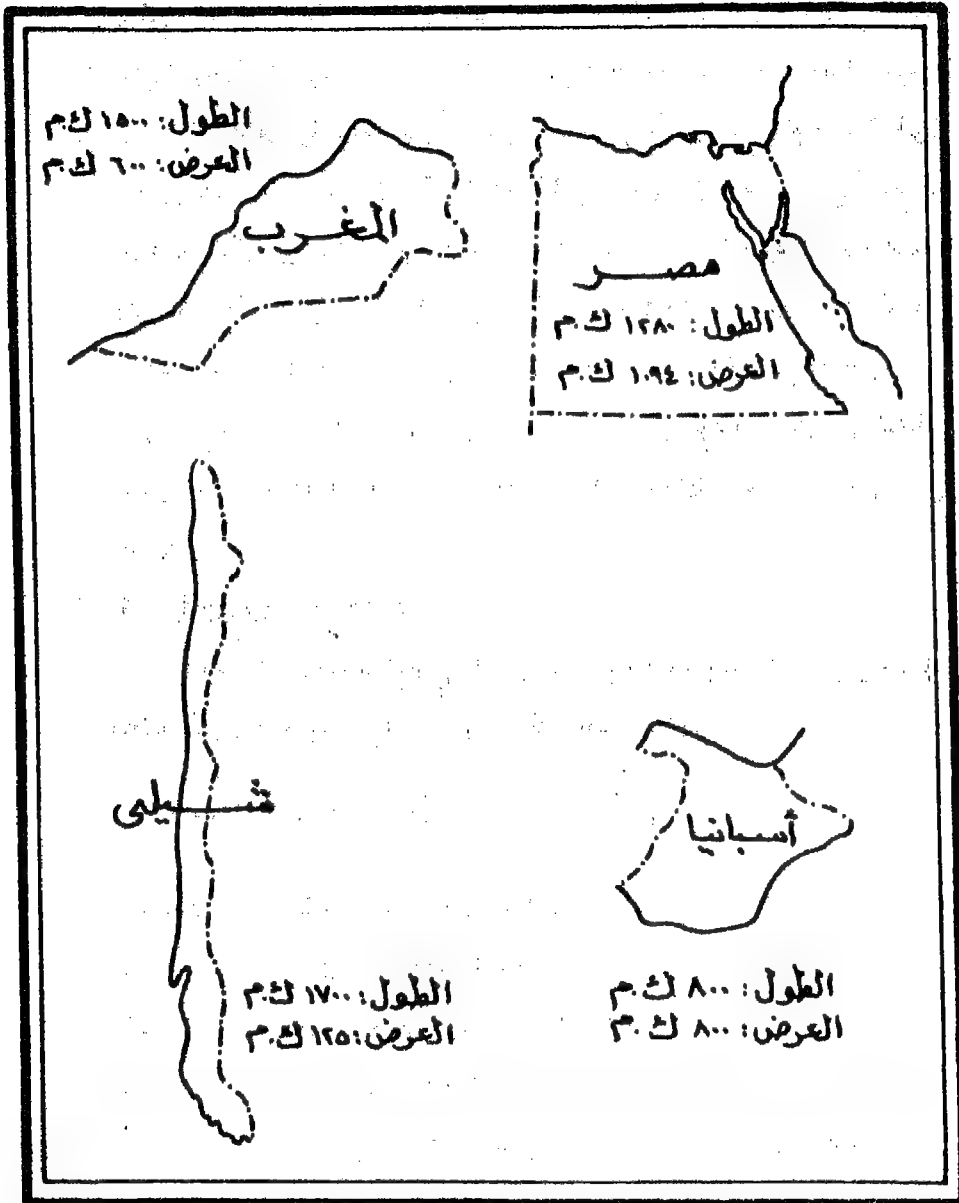 مصر
الطول: ١٢٨٠ ك.م
العرض: ١٠٩٤ ك.م
الطول: ١٥٠٠ ك.م
العرض: ٦٠٠ ك.م
المغرب
أسبانيا
الطول: ٨٠٠ ك.م
العرض: ٨٠٠ ك.م
شيلى
الطول: ١٧٠٠ ك.م
العرض: ١٢٥ ك.م